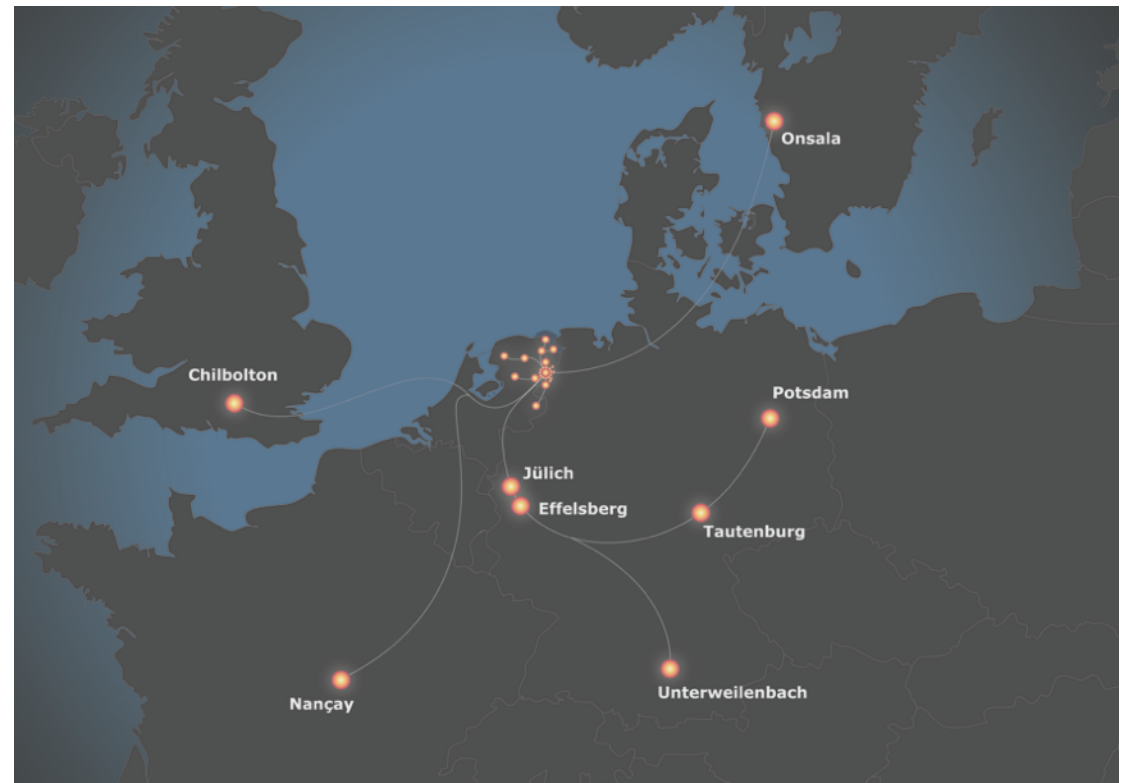 Onsala
Chilbolton
Potsdam
Jülich
Effelsberg
Tautenburg
Unterweilenbach
Nançay